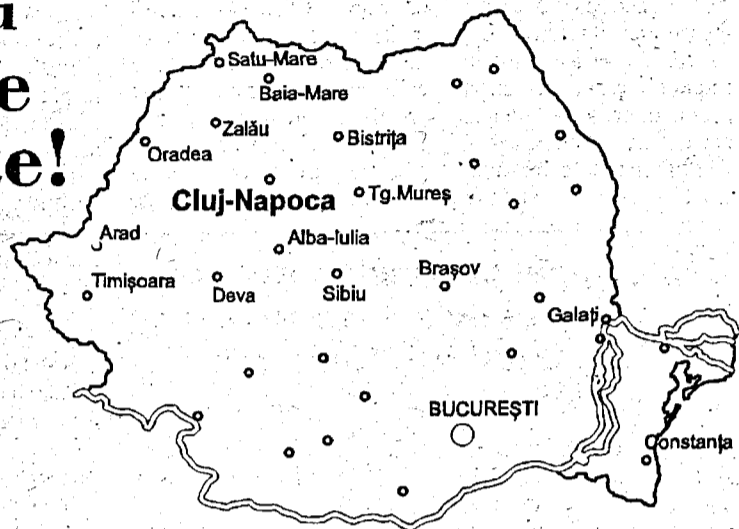 Satu-Mare
Baia-Mare
Zalău
Oradea
Bistrița
Cluj-Napoca
Tg.Mureș
Arad
Alba-Iulia
Timișoara
Deva
Sibiu
Brașov
Galați
BUCUREȘTI
Constanța